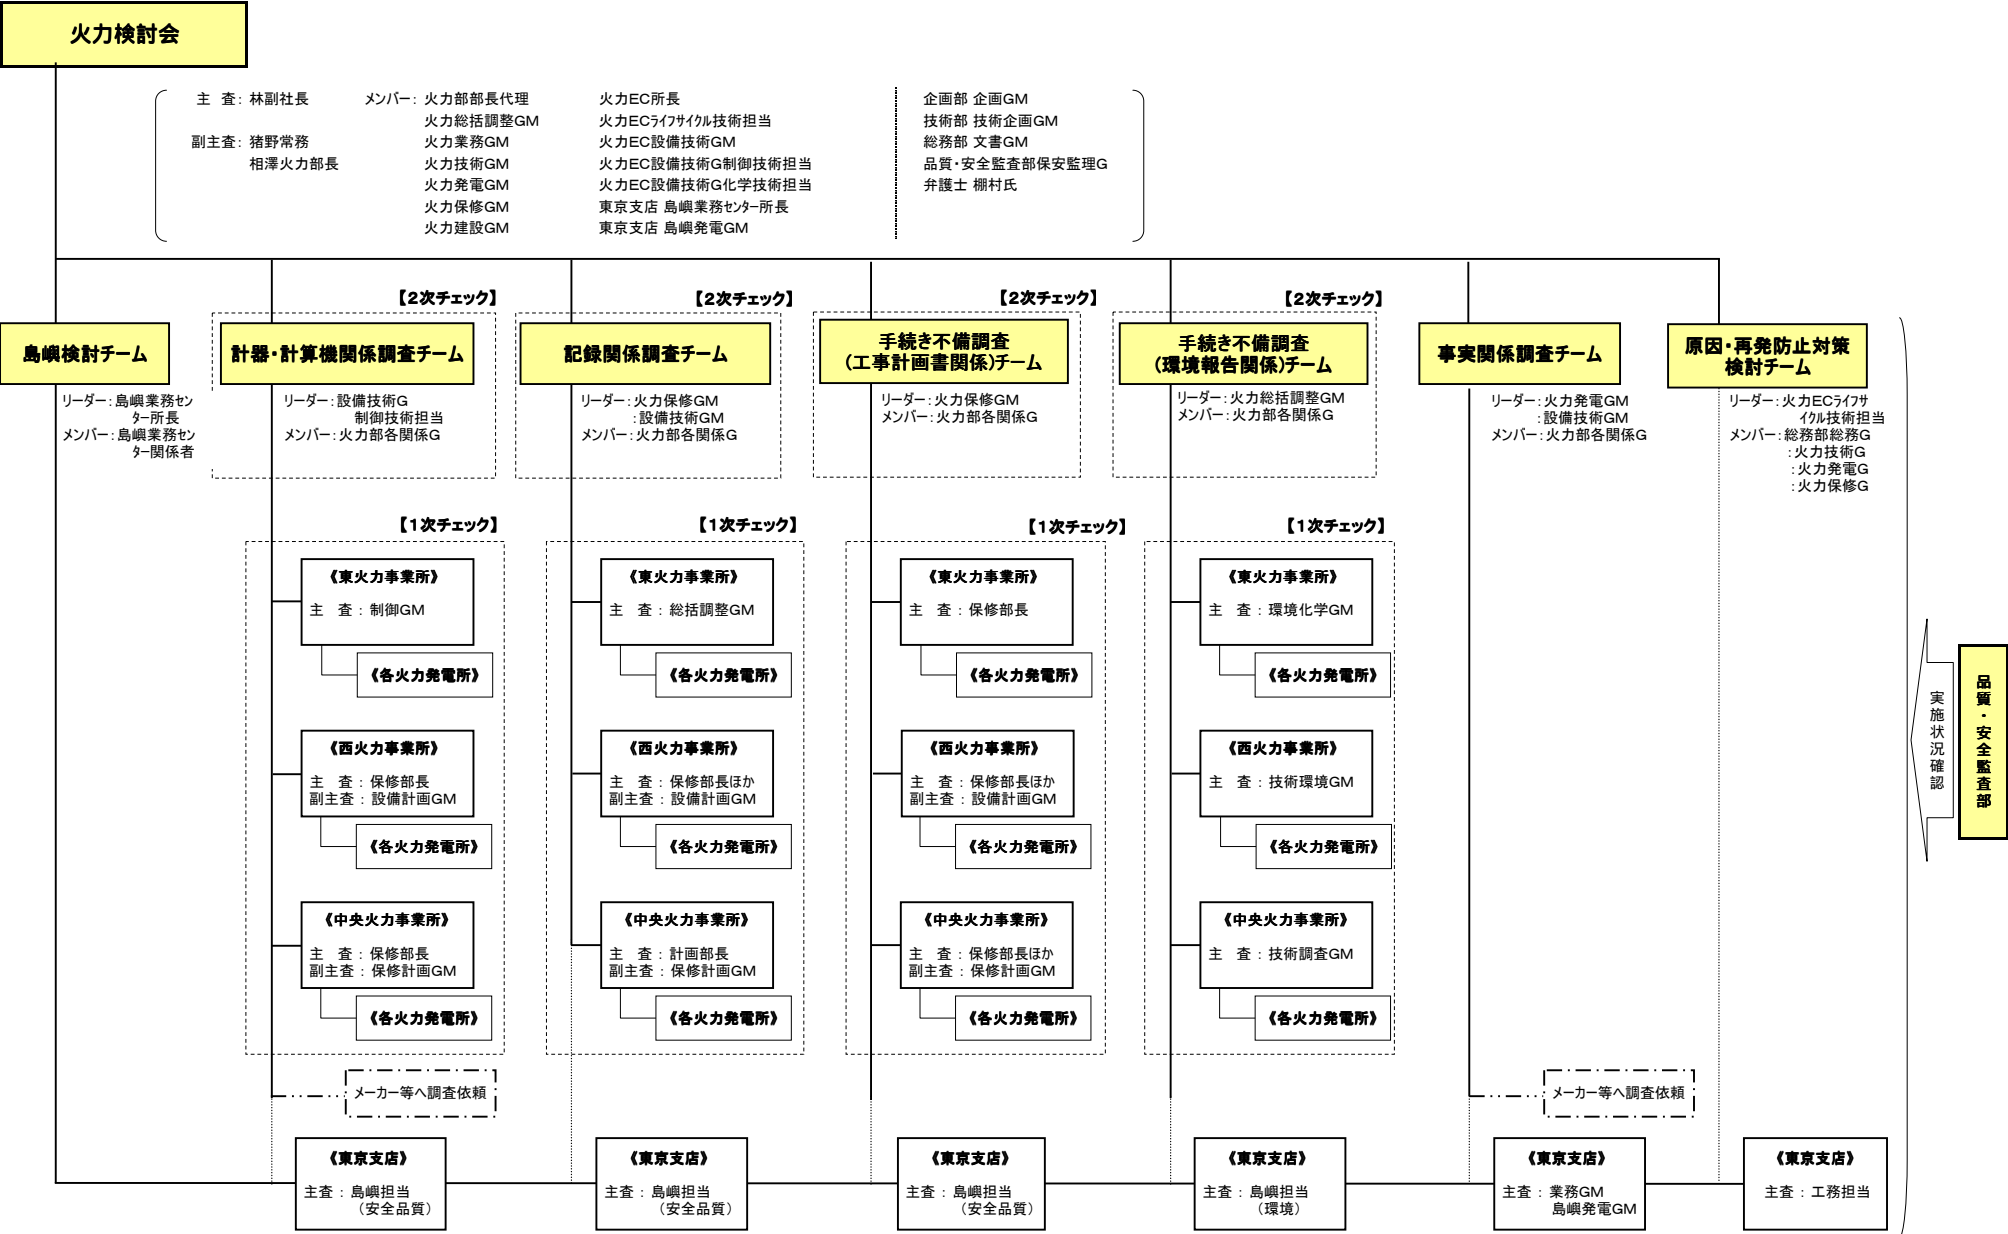 火力検討会
主　査： 林副社長
副主査： 猪野常務
相澤火力部長
メンバー： 火力部部長代理
火力総括調整GM
火力業務GM
火力技術GM
火力発電GM
火力保修GM
火力建設GM
火力EC所長
火力ECライフサイクル技術担当
火力EC設備技術GM
火力EC設備技術G制御技術担当
火力EC設備技術G化学技術担当
東京支店 島嶼業務センター所長
東京支店 島嶼発電GM
企画部 企画GM
技術部 技術企画GM
総務部 文書GM
品質・安全監査部保安監理G
弁護士 棚村氏
島嶼検討チーム
リーダー：島嶼業務セン
ター所長
メンバー：島嶼業務セン
ター関係者
【２次チェック】
計器・計算機関係調査チーム
リーダー：設備技術G
制御技術担当
メンバー：火力部各関係G
【２次チェック】
記録関係調査チーム
リーダー：火力保修GM
：設備技術GM
メンバー：火力部各関係G
【２次チェック】
手続き不備調査
（工事計画書関係）チーム
リーダー：火力保修GM
メンバー：火力部各関係G
【２次チェック】
手続き不備調査
（環境報告関係）チーム
リーダー：火力総括調整GM
メンバー：火力部各関係G
事実関係調査チーム
リーダー：火力発電GM
：設備技術GM
メンバー：火力部各関係G
原因・再発防止対策
検討チーム
リーダー：火力ECライフサ
イクル技術担当
メンバー：総務部総務G
：火力技術G
：火力発電G
：火力保修G
【１次チェック】
《東火力事業所》
主　査 ： 制御GM
《各火力発電所》
《西火力事業所》
主　査 ： 保修部長
副主査 ： 設備計画GM
《各火力発電所》
《中央火力事業所》
主　査 ： 保修部長
副主査 ： 保修計画GM
《各火力発電所》
メーカー等へ調査依頼
【１次チェック】
《東火力事業所》
主　査 ： 総括調整GM
《各火力発電所》
《西火力事業所》
主　査 ： 保修部長ほか
副主査 ： 設備計画GM
《各火力発電所》
《中央火力事業所》
主　査 ： 計画部長
副主査 ： 保修計画GM
《各火力発電所》
【１次チェック】
《東火力事業所》
主　査 ： 保修部長
《各火力発電所》
《西火力事業所》
主　査 ： 保修部長ほか
副主査 ： 設備計画GM
《各火力発電所》
《中央火力事業所》
主　査 ： 保修部長ほか
副主査 ： 保修計画GM
《各火力発電所》
【１次チェック】
《東火力事業所》
主　査 ： 環境化学GM
《各火力発電所》
《西火力事業所》
主　査 ： 技術環境GM
《各火力発電所》
《中央火力事業所》
主　査 ： 技術調査GM
《各火力発電所》
メーカー等へ調査依頼
《東京支店》
主査 ： 島嶼担当
（安全品質）
《東京支店》
主査 ： 島嶼担当
（安全品質）
《東京支店》
主査 ： 島嶼担当
（安全品質）
《東京支店》
主査 ： 島嶼担当
（環境）
《東京支店》
主査 ： 業務GM
島嶼発電GM
《東京支店》
主査 ： 工務担当
実施状況確認
品質・安全監査部